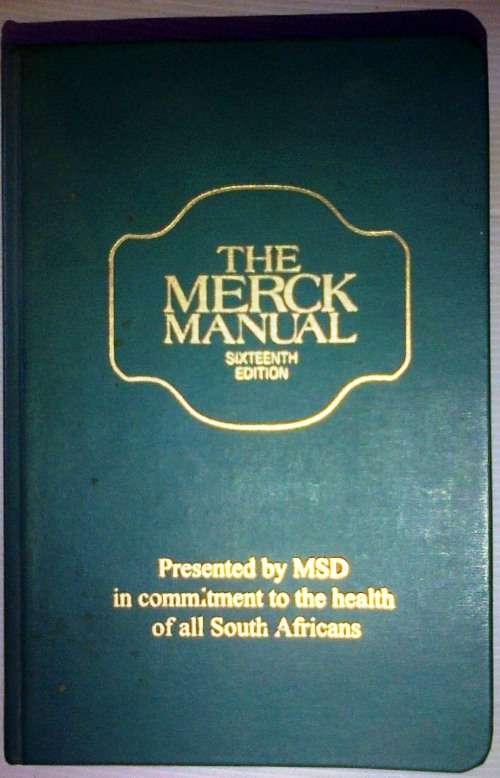 THE
MERCK
MANUAL
SIXTEENTH
EDITION
Presented by MSD
in commitment to the health
of all South Africans